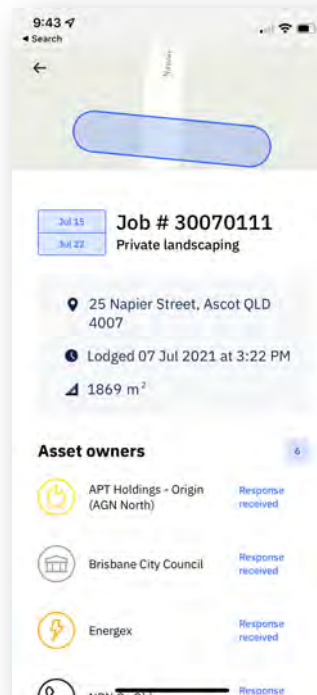 9:43
◀ Search
Napier
Jul 15
Jul 22
Job # 30070111
Private landscaping
25 Napier Street, Ascot QLD
4007
Lodged 07 Jul 2021 at 3:22 PM
1869 m²
Asset owners
6
APT Holdings - Origin
(AGN North)
Response
received
Brisbane City Council
Response
received
Energex
Response
received
Response